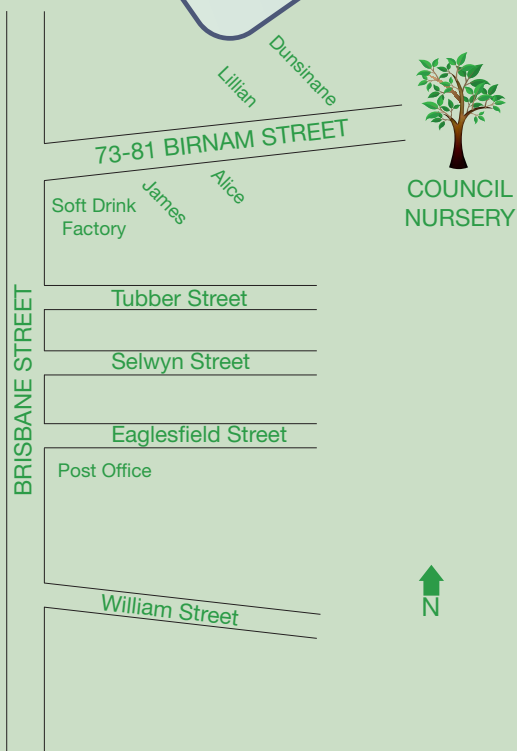 Dunsinane
Lillian
73-81 BIRNAM STREET
COUNCIL
NURSERY
James
Alice
Soft Drink
Factory
Tubber Street
Selwyn Street
BRISBANE STREET
Eaglesfield Street
Post Office
William Street
N